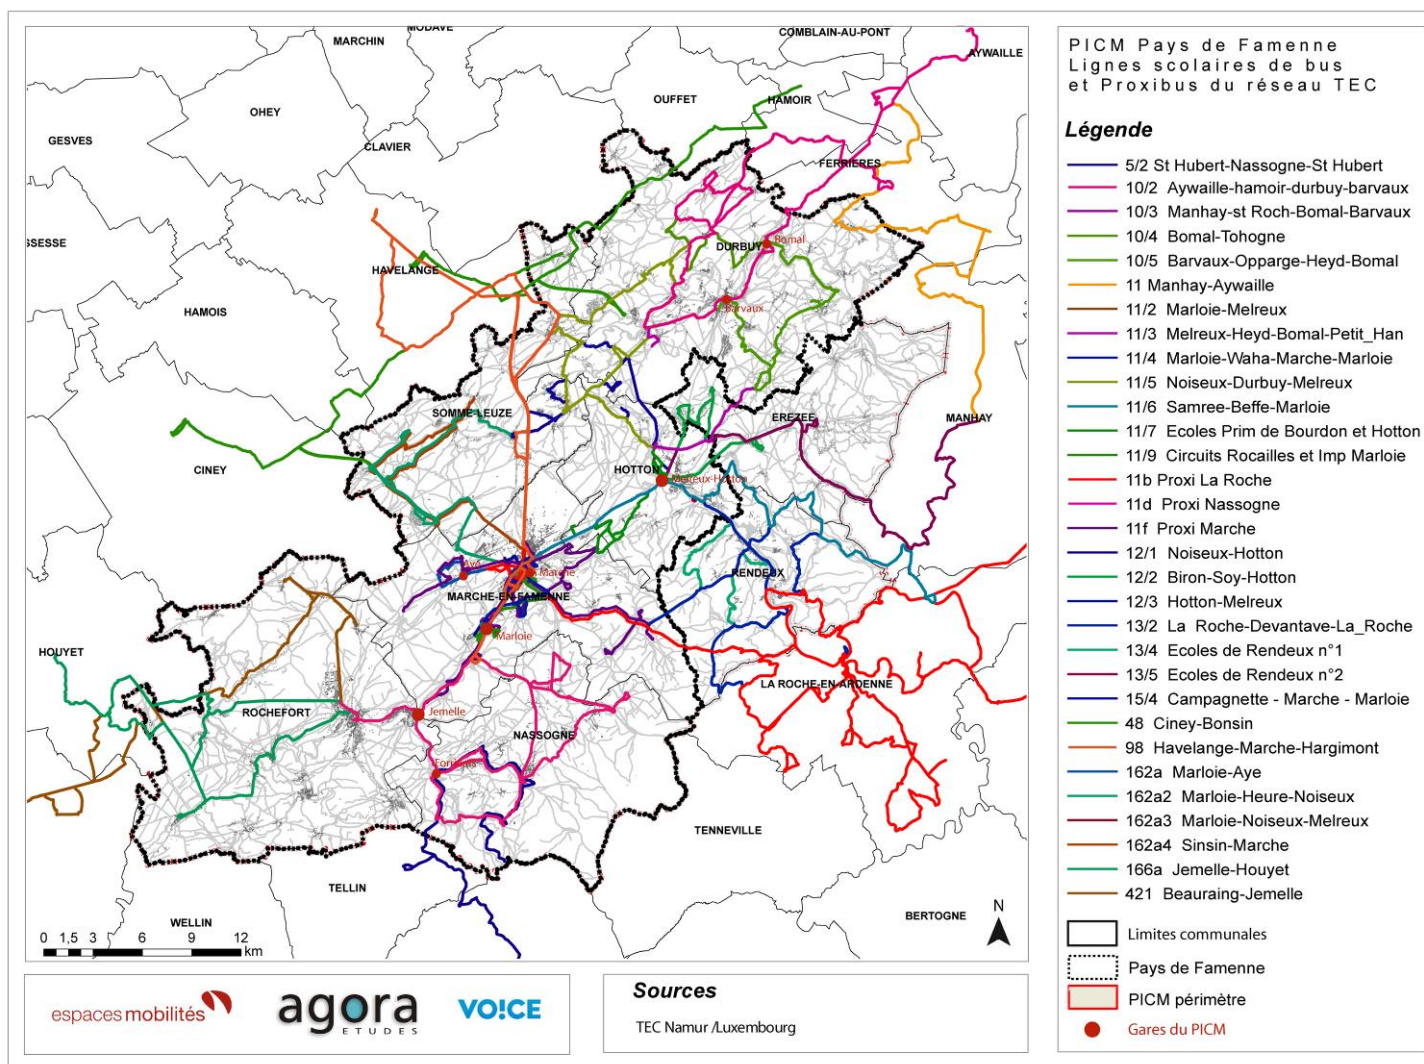 MODAVE
MARCHIN
COMBLAIN-AU-PONT
AYWAILLE
OUFFET
HAMOIR
OHEY
GESVES
CLAVIER
FERRIERES
SSESSE
DURBUY
Bomal
HAVELANGE
HAMOIS
Barvaux
SOMME-LEUZE
EREZEE
MANHAY
CINEY
HOTTON
Melreux-Hotton
Aye
Marche
RENDEUX
MARCHE-EN-FAMENNE
Marloie
HOUYET
LA ROCHE-EN-ARDENNE
ROCHEFORT
Jemelle
NASSOGNE
Forrières
TENNEVILLE
TELLIN
WELLIN
BERTOGNE
N
0 1,5 3 6 9 12
km
PICM Pays de Famenne
Lignes scolaires de bus
et Proxibus du réseau TEC
Légende
5/2 St Hubert-Nassogne-St Hubert
10/2 Aywaille-hamoir-durbuy-barvaux
10/3 Manhay-st Roch-Bomal-Barvaux
10/4 Bomal-Tohogne
10/5 Barvaux-Opparge-Heyd-Bomal
11 Manhay-Aywaille
11/2 Marloie-Melreux
11/3 Melreux-Heyd-Bomal-Petit_Han
11/4 Marloie-Waha-Marche-Marloie
11/5 Noiseux-Durbuy-Melreux
11/6 Samree-Beffe-Marloie
11/7 Ecoles Prim de Bourdon et Hotton
11/9 Circuits Rocailles et Imp Marloie
11b Proxi La Roche
11d Proxi Nassogne
11f Proxi Marche
12/1 Noiseux-Hotton
12/2 Biron-Soy-Hotton
12/3 Hotton-Melreux
13/2 La Roche-Devantave-La_Roche
13/4 Ecoles de Rendeux n°1
13/5 Ecoles de Rendeux n°2
15/4 Campagnette - Marche - Marloie
48 Ciney-Bonsin
98 Havelange-Marche-Hargimont
162a Marloie-Aye
162a2 Marloie-Heure-Noiseux
162a3 Marloie-Noiseux-Melreux
162a4 Sinsin-Marche
166a Jemelle-Houyet
421 Beauraing-Jemelle
Limites communales
Pays de Famenne
PICM périmètre
Gares du PICM
espacesmobilités
agora
ETUDES
VO!CE
Sources
TEC Namur /Luxembourg